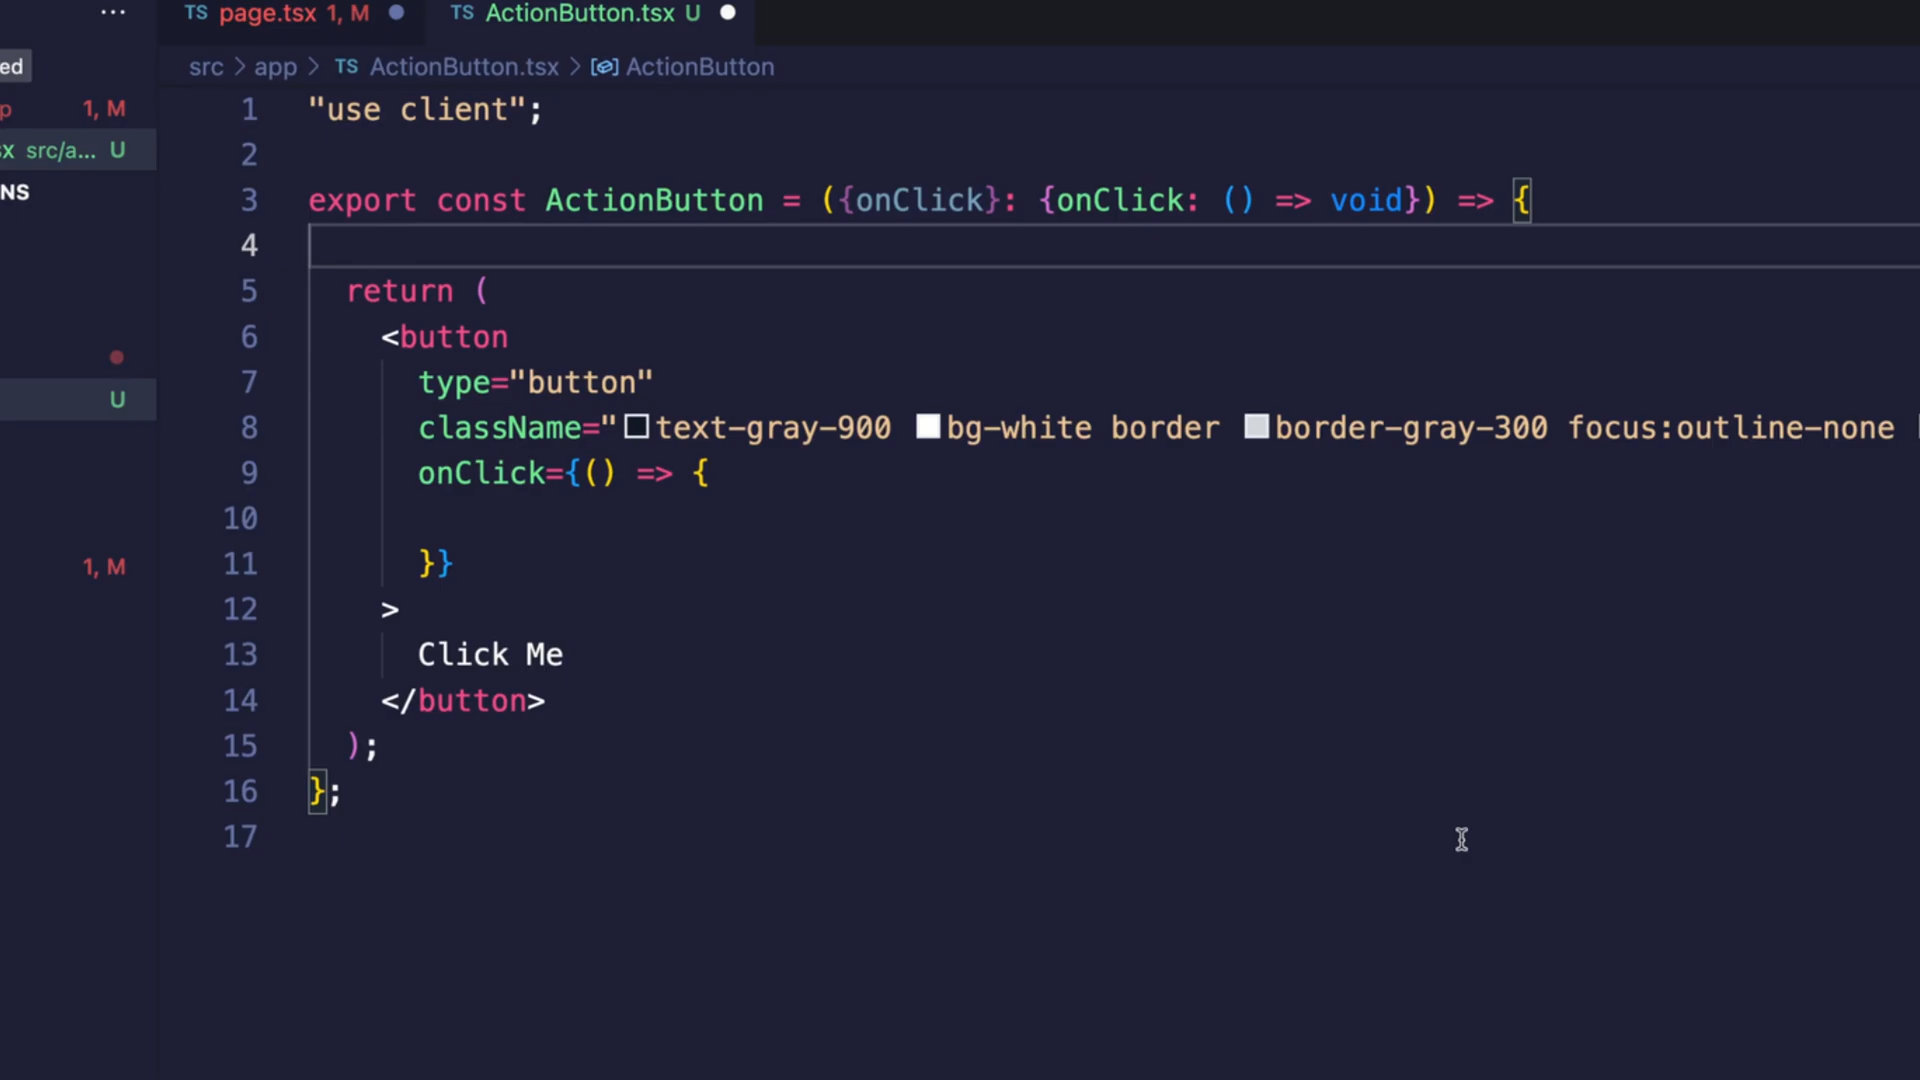 ... TS page.tsx 1, M TS ActionButton.tsx U
ed src > app > TS ActionButton.tsx > ActionButton
p 1, M
sx src/a... U
NS
U
1, M
1 "use client";
2
3 export const ActionButton = ({onClick}: {onClick: () => void}) => {
4
5 return (
6 <button
7 type="button"
8 className="text-gray-900 bg-white border border-gray-300 focus:outline-none
9 onClick={() => {
10
11 }}
12 >
13 Click Me
14 </button>
15 );
16 };
17